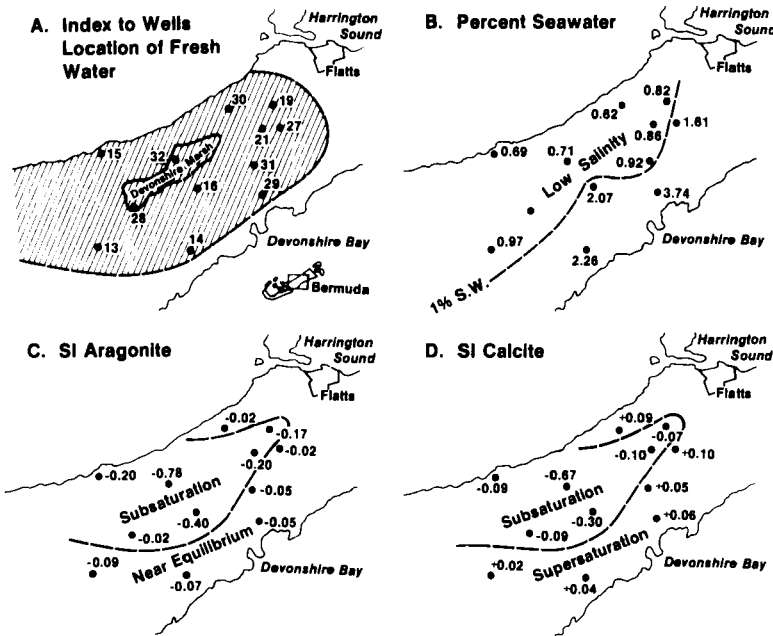 A. Index to Wells
Location of Fresh
Water
Harrington
Sound
Flatts
30
19
21
27
15
32
Devonshire Marsh
31
16
29
28
13
14
Devonshire Bay
Bermuda
B. Percent Seawater
Harrington
Sound
Flatts
0.82
0.62
1.61
0.86
0.69
0.71
Low Salinity
0.92
2.07
3.74
0.97
Devonshire Bay
2.26
1% S.W.
C. SI Aragonite
Harrington
Sound
Flatts
-0.02
-0.17
-0.02
-0.20
-0.20
-0.78
-0.05
Subsaturation
-0.40
-0.05
-0.02
Near Equilibrium
-0.09
-0.07
Devonshire Bay
D. SI Calcite
Harrington
Sound
Flatts
+0.09
-0.07
-0.10
+0.10
-0.09
-0.67
+0.05
Subsaturation
-0.30
+0.06
-0.09
Supersaturation
+0.02
+0.04
Devonshire Bay